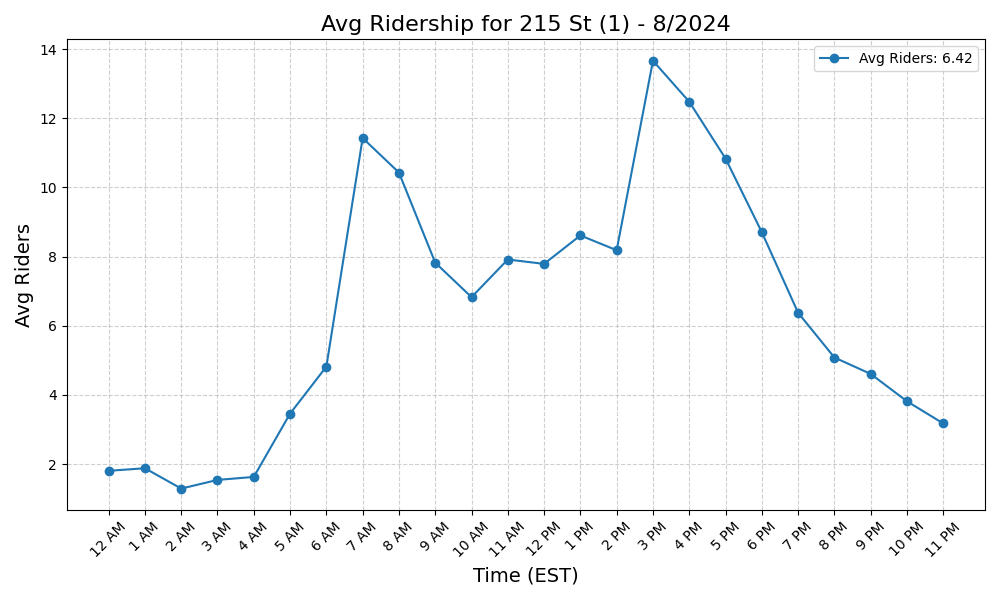 Avg Ridership for 215 St (1) - 8/2024
Avg Riders: 6.42
Avg Riders
14
12
10
8
6
4
2
12 AM
1 AM
2 AM
3 AM
4 AM
5 AM
6 AM
7 AM
8 AM
9 AM
10 AM
11 AM
12 PM
1 PM
2 PM
3 PM
4 PM
5 PM
6 PM
7 PM
8 PM
9 PM
10 PM
11 PM
Time (EST)